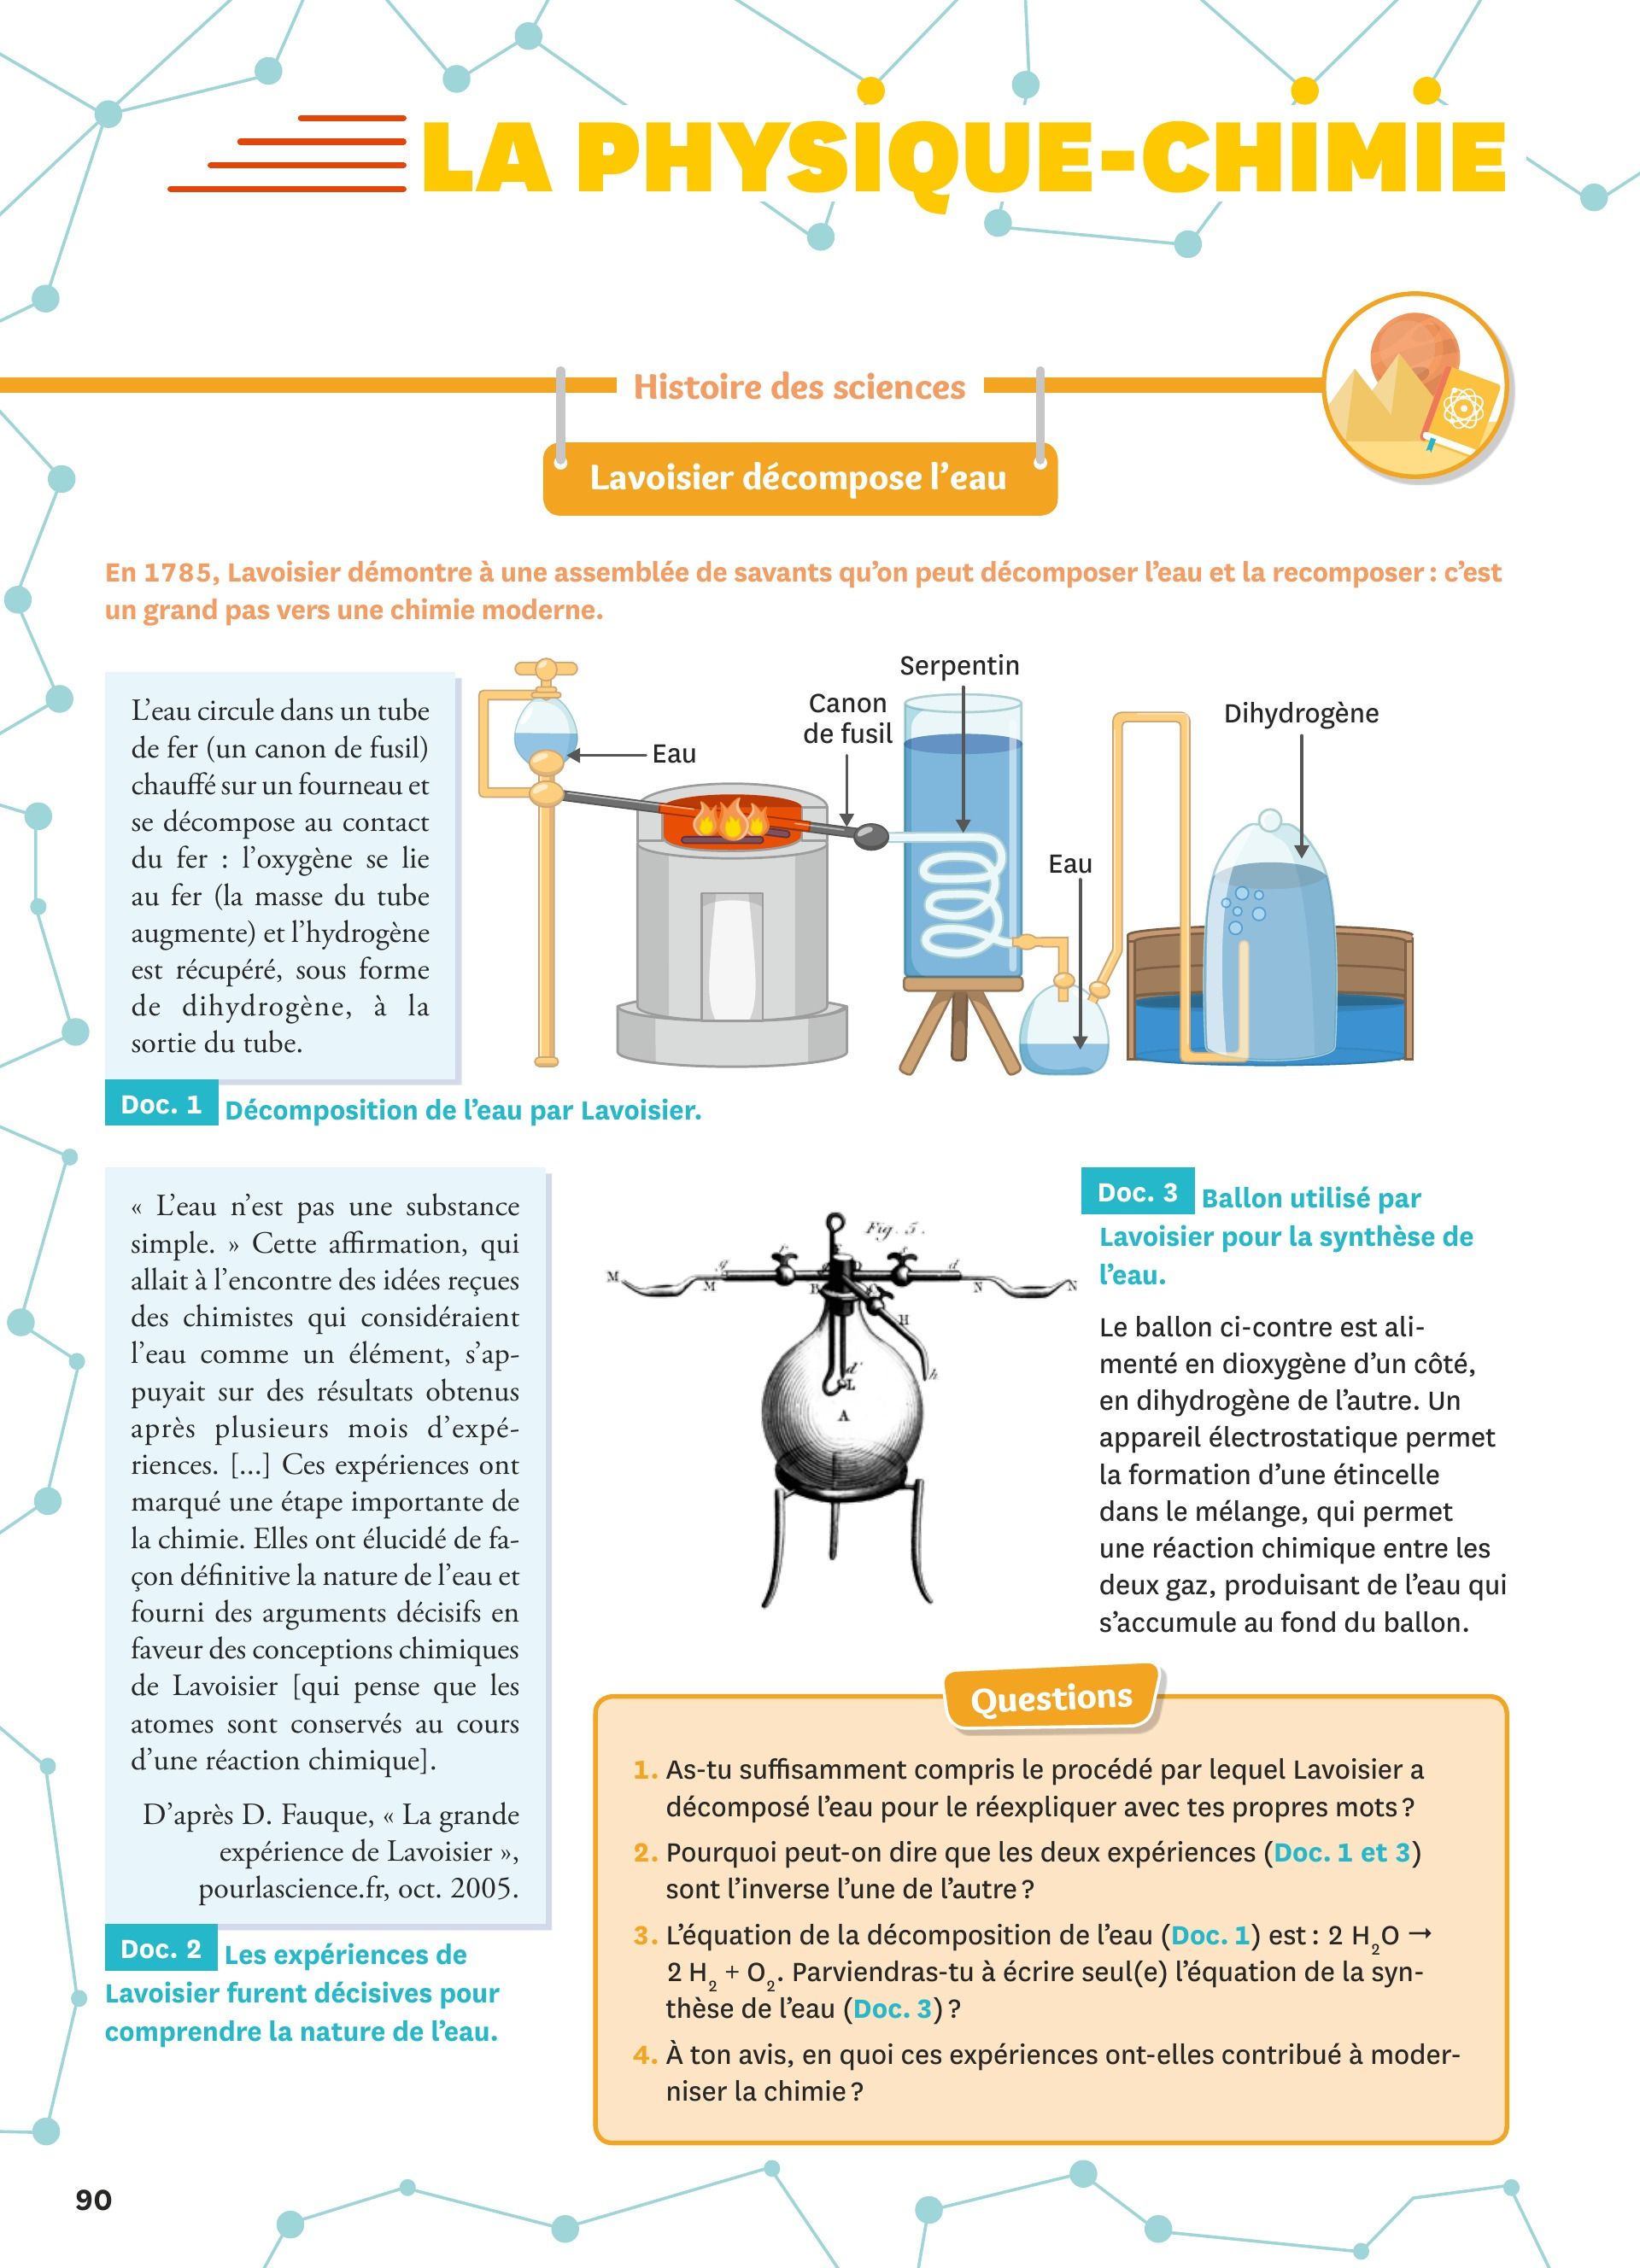 LA PHYSIQUE-CHIMIE
Histoire des sciences
Lavoisier décompose l'eau
En 1785, Lavoisier démontre à une assemblée de savants qu'on peut décomposer l'eau et la recomposer : c'est
un grand pas vers une chimie moderne.
L'eau circule dans un tube
de fer (un canon de fusil)
chauffé sur un fourneau et
se décompose au contact
du fer : l'oxygène se lie
au fer (la masse du tube
augmente) et l'hydrogène
est récupéré, sous forme
de dihydrogène, à la
sortie du tube.
Eau
Canon
de fusil
Serpentin
Eau
Dihydrogène
Doc. 1 Décomposition de l'eau par Lavoisier.
« L'eau n'est pas une substance
simple. » Cette affirmation, qui
allait à l'encontre des idées reçues
des chimistes qui considéraient
l'eau comme un élément, s'ap-
puyait sur des résultats obtenus
après plusieurs mois d'expé-
riences. [...] Ces expériences ont
marqué une étape importante de
la chimie. Elles ont élucidé de fa-
çon définitive la nature de l'eau et
fourni des arguments décisifs en
faveur des conceptions chimiques
de Lavoisier [qui pense que les
atomes sont conservés au cours
d'une réaction chimique].
D'après D. Fauque, « La grande
expérience de Lavoisier »,
pourlascience.fr, oct. 2005.
Doc. 2 Les expériences de
Lavoisier furent décisives pour
comprendre la nature de l'eau.
Fig. 5.
M
M
d
N
N
B
H
h
d'
L
A
Doc. 3 Ballon utilisé par
Lavoisier pour la synthèse de
l'eau.
Le ballon ci-contre est ali-
menté en dioxygène d'un côté,
en dihydrogène de l'autre. Un
appareil électrostatique permet
la formation d'une étincelle
dans le mélange, qui permet
une réaction chimique entre les
deux gaz, produisant de l'eau qui
s'accumule au fond du ballon.
Questions
1. As-tu suffisamment compris le procédé par lequel Lavoisier a
décomposé l'eau pour le réexpliquer avec tes propres mots ?
2. Pourquoi peut-on dire que les deux expériences (Doc. 1 et 3)
sont l'inverse l'une de l'autre ?
3. L'équation de la décomposition de l'eau (Doc. 1) est : 2 H₂O →
2 H₂ + O₂. Parviendras-tu à écrire seul(e) l'équation de la syn-
thèse de l'eau (Doc. 3) ?
4. À ton avis, en quoi ces expériences ont-elles contribué à moder-
niser la chimie ?
90